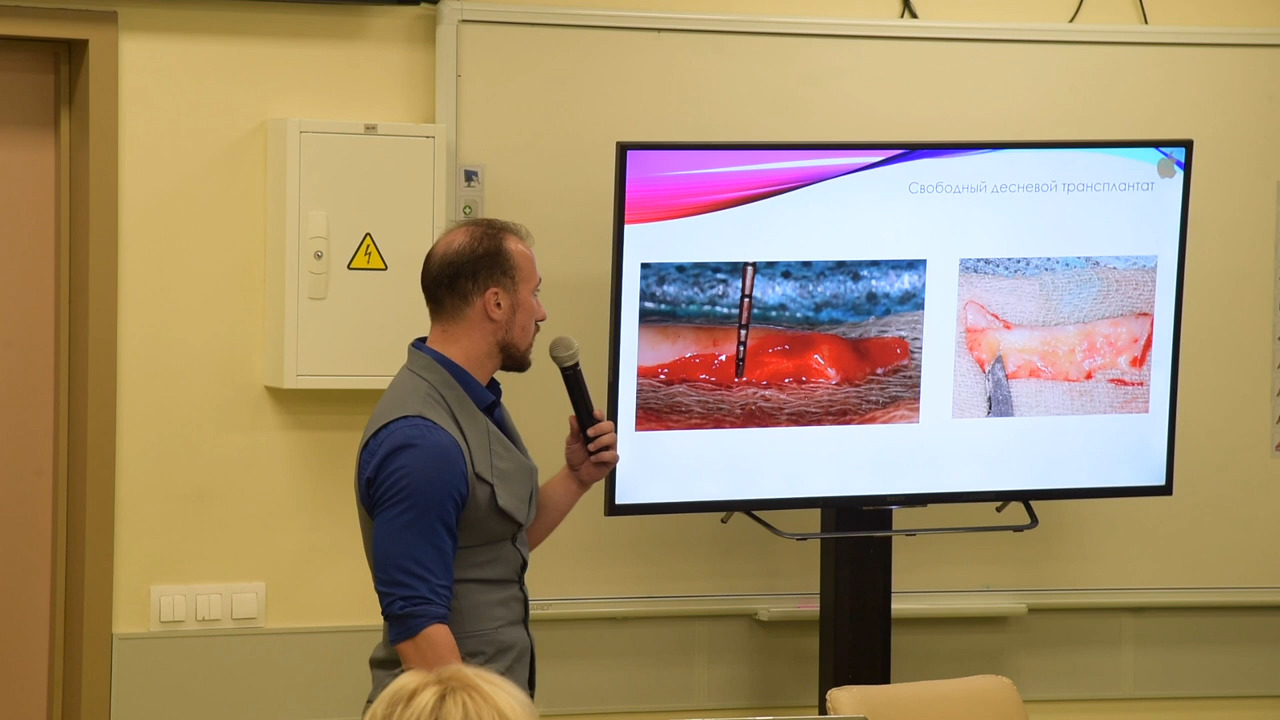 Свободный десневой трансплантат